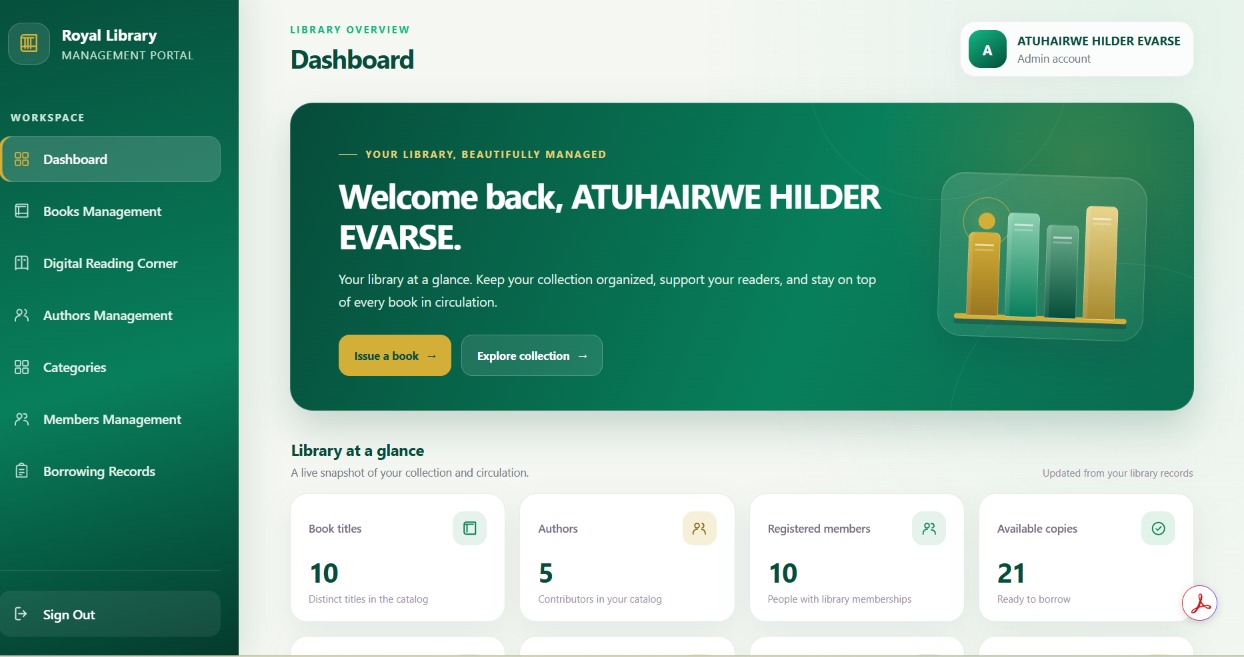 Royal Library
MANAGEMENT PORTAL
WORKSPACE
Dashboard
Books Management
Digital Reading Corner
Authors Management
Categories
Members Management
Borrowing Records
Sign Out
LIBRARY OVERVIEW
Dashboard
A
ATUHAIRWE HILDER EVARSE
Admin account
YOUR LIBRARY, BEAUTIFULLY MANAGED
Welcome back, ATUHAIRWE HILDER
EVARSE.
Your library at a glance. Keep your collection organized, support your readers, and stay on top
of every book in circulation.
Issue a book →
Explore collection →
Library at a glance
A live snapshot of your collection and circulation.
Updated from your library records
Book titles
10
Distinct titles in the catalog
Authors
5
Contributors in your catalog
Registered members
10
People with library memberships
Available copies
21
Ready to borrow